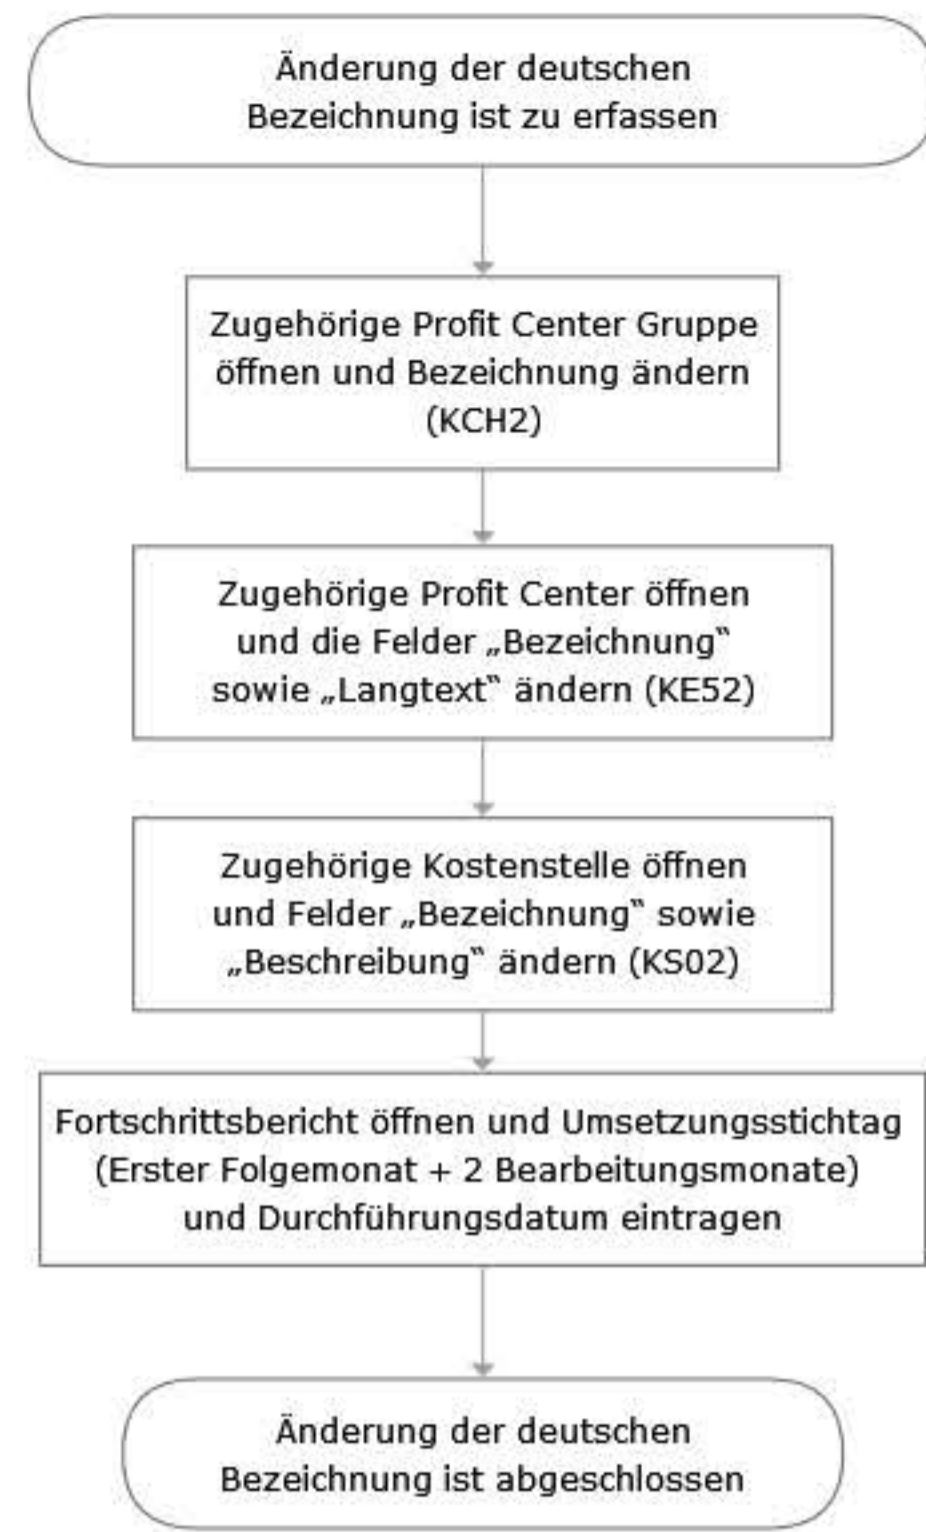 Änderung der deutschen
Bezeichnung ist zu erfassen
Zugehörige Profit Center Gruppe
öffnen und Bezeichnung ändern
(KCH2)
Zugehörige Profit Center öffnen
und die Felder „Bezeichnung“
sowie „Langtext“ ändern (KE52)
Zugehörige Kostenstelle öffnen
und Felder „Bezeichnung“ sowie
„Beschreibung“ ändern (KS02)
Fortschrittsbericht öffnen und Umsetzungsstichtag
(Erster Folgemonat + 2 Bearbeitungsmonate)
und Durchführungsdatum eintragen
Änderung der deutschen
Bezeichnung ist abgeschlossen